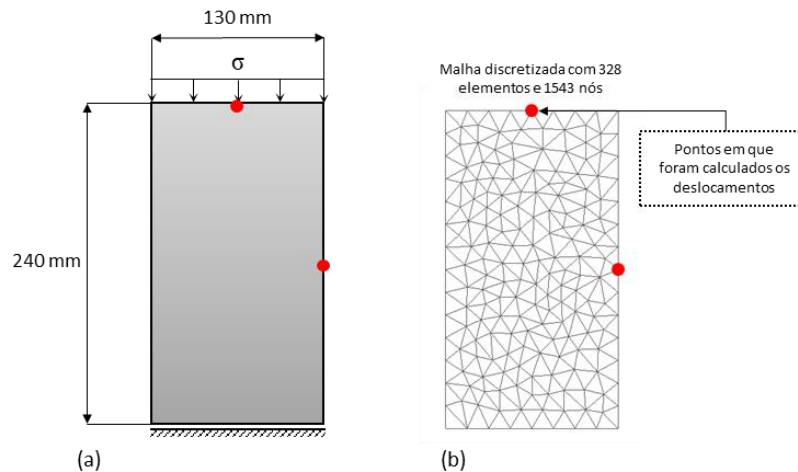 130 mm
σ
240 mm
(a)
Malha discretizada com 328
elementos e 1543 nós
Pontos em que
foram calculados os
deslocamentos
(b)